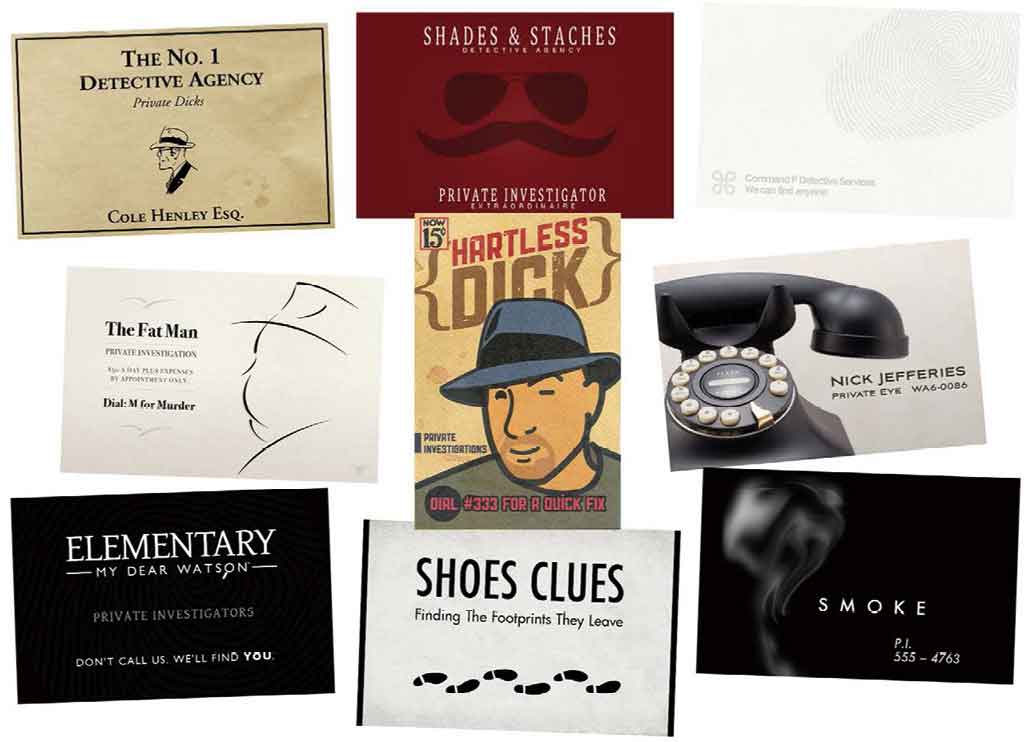 THE NO. 1
DETECTIVE AGENCY
Private Dicks
COLE HENLEY ESQ.
SHADES & STACHES
DETECTIVE AGENCY
PRIVATE INVESTIGATOR
EXTRAORDINAIRE
Command F Detective Services
We can find anyone
The Fat Man
PRIVATE INVESTIGATION
A DAY PLUS EXPENSES
BY APPOINTMENT ONLY
Dial: M for Murder
NOW
15¢
{HARTLESS
DICK}
PRIVATE
INVESTIGATIONS
DIAL #333 FOR A QUICK FIX
NICK JEFFERIES
PRIVATE EYE WA6-0086
ELEMENTARY
MY DEAR WATSON
PRIVATE INVESTIGATORS
DON'T CALL US. WE'LL FIND YOU.
SHOES CLUES
Finding The Footprints They Leave
SMOKE
P.I.
555 – 4763